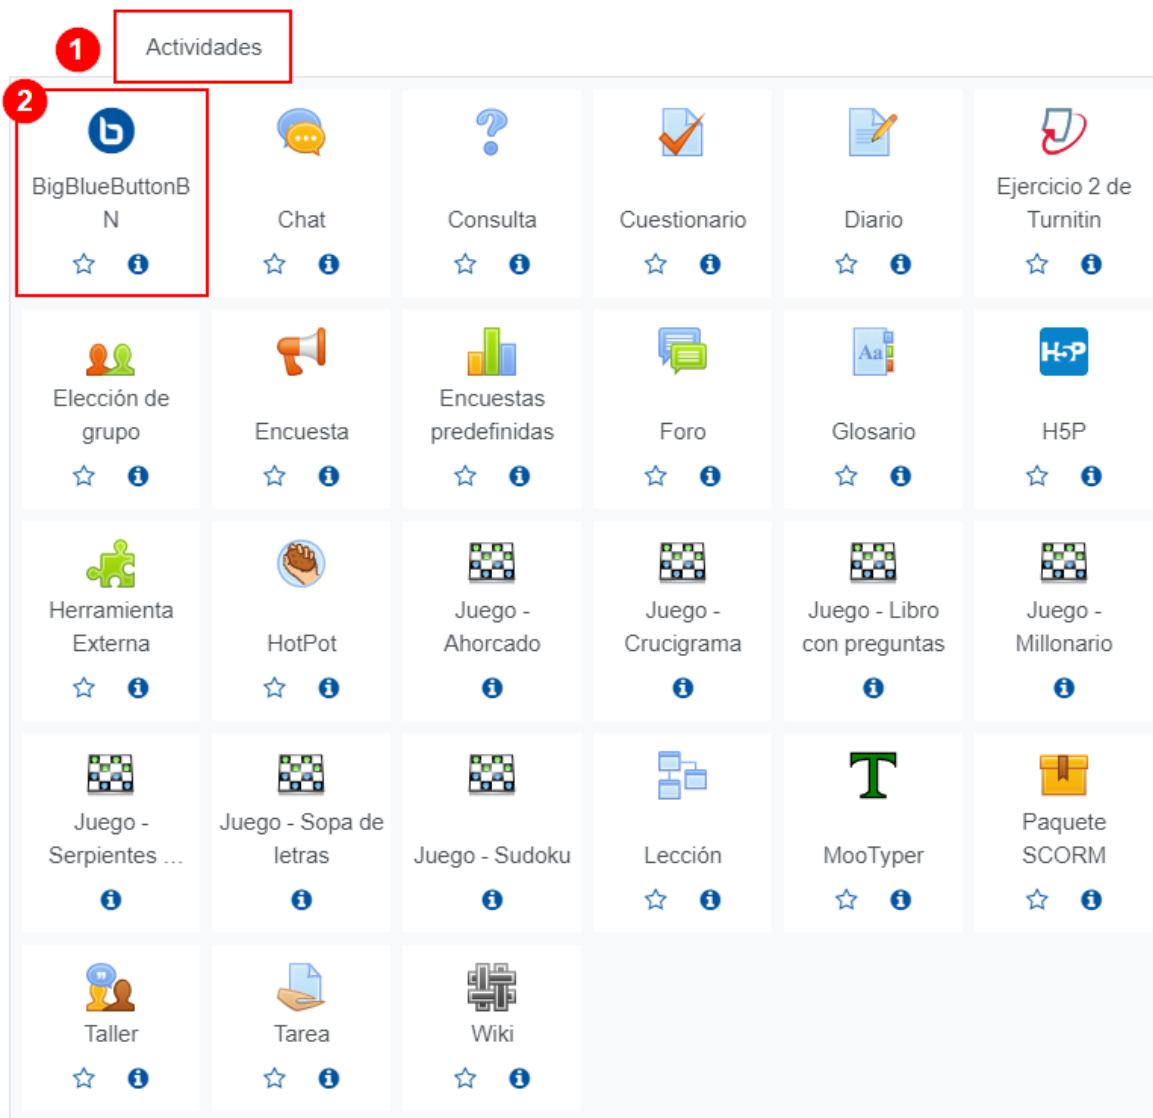 1 Actividades
2
BigBlueButtonB
N
Chat
Consulta
Cuestionario
Diario
Ejercicio 2 de
Turnitin
Elección de
grupo
Encuesta
Encuestas
predefinidas
Foro
Aa
Glosario
H5P
H5P
Herramienta
Externa
HotPot
Juego -
Ahorcado
Juego -
Crucigrama
Juego - Libro
con preguntas
Juego -
Millonario
Juego -
Serpientes ...
Juego - Sopa de
letras
Juego - Sudoku
Lección
T
MooTyper
Paquete
SCORM
Taller
Tarea
Wiki